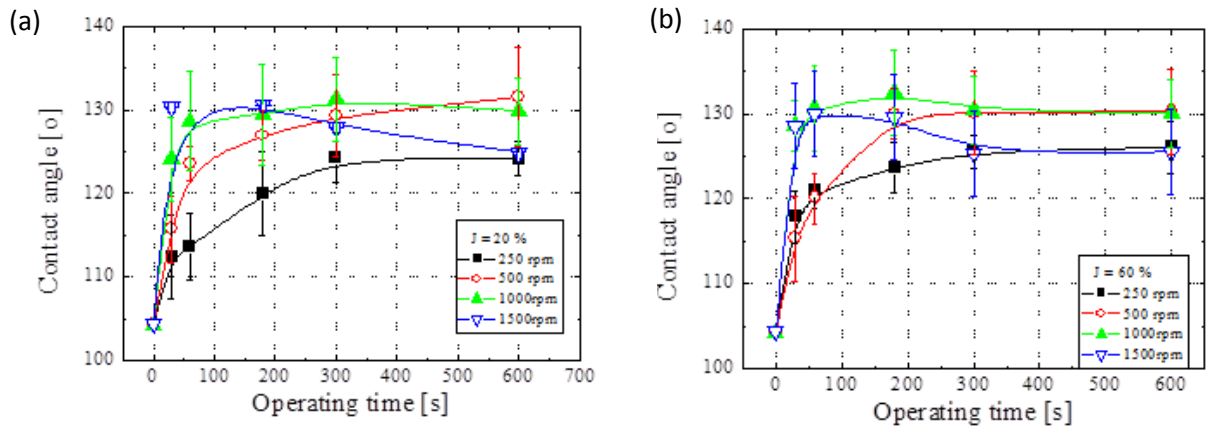 (a)
140
130
120
110
100
Contact angle [o]
0 100 200 300 400 500 600 700
Operating time [s]
J = 20 %
250 rpm
500 rpm
1000rpm
1500rpm
(b)
140
130
120
110
100
Contact angle [o]
0 100 200 300 400 500 600
Operating time [s]
J = 60 %
250 rpm
500 rpm
1000rpm
1500rpm